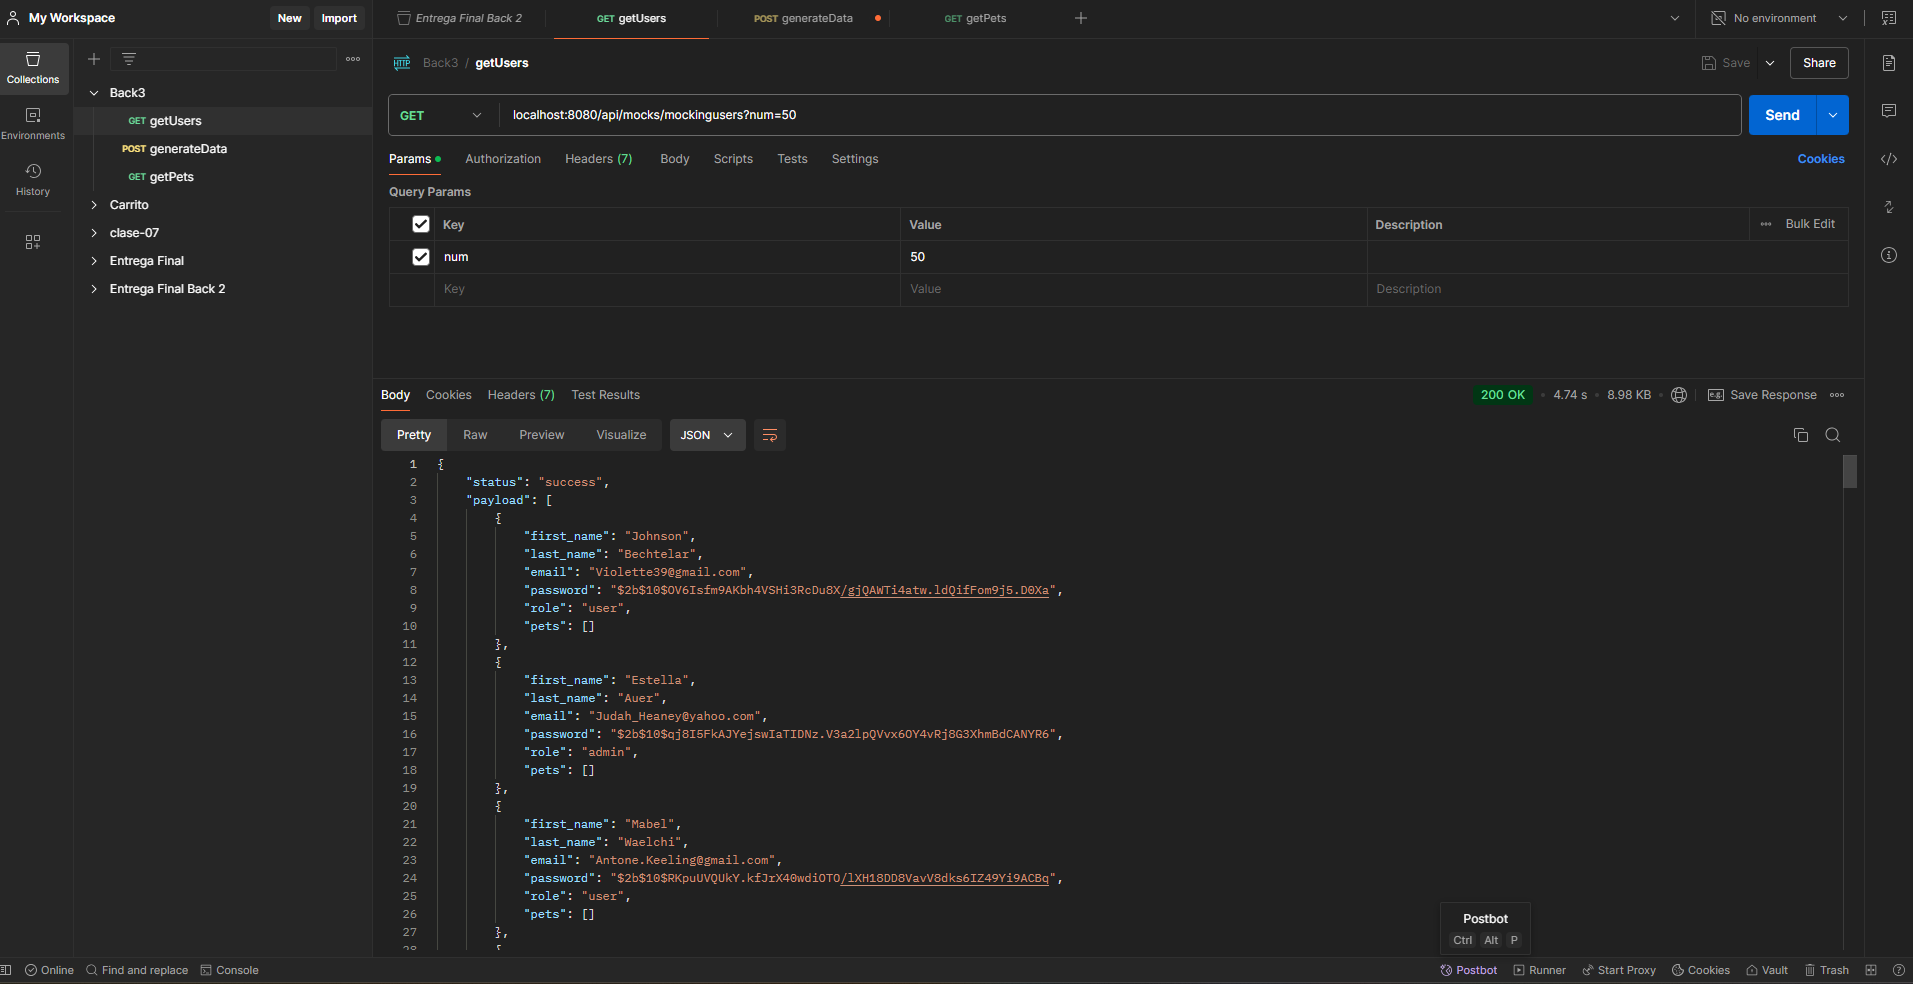 My Workspace
New
Import
Entrega Final Back 2
GET getUsers
POST generateData
GET getPets
No environment
Collections
Environments
History
Back3
GET getUsers
POST generateData
GET getPets
Carrito
clase-07
Entrega Final
Entrega Final Back 2
HTTP
Back3 / getUsers
Save
Share
GET
localhost:8080/api/mocks/mockingusers?num=50
Send
Params
Authorization
Headers (7)
Body
Scripts
Tests
Settings
Cookies
Query Params
Key Value Description Bulk Edit
num 50
Key Value Description
Body
Cookies
Headers (7)
Test Results
200 OK
4.74 s
8.98 KB
e.g.
Save Response
Pretty
Raw
Preview
Visualize
JSON
1 {
2 "status": "success",
3 "payload": [
4 {
5 "first_name": "Johnson",
6 "last_name": "Bechtelar",
7 "email": "Violette39@gmail.com",
8 "password": "$2b$10$OV6Isfm9AKbh4VSHi3RcDu8X/gjQAWTi4atw.ldQifFom9j5.D0Xa",
9 "role": "user",
10 "pets": []
11 },
12 {
13 "first_name": "Estella",
14 "last_name": "Auer",
15 "email": "Judah_Heaney@yahoo.com",
16 "password": "$2b$10$qj8I5FkAJYejswIaTIDNz.V3a2lpQVvx6OY4vRj8G3XhmBdCANYR6",
17 "role": "admin",
18 "pets": []
19 },
20 {
21 "first_name": "Mabel",
22 "last_name": "Waelchi",
23 "email": "Antone.Keeling@gmail.com",
24 "password": "$2b$10$RKpuUVQUkY.kfJrX40wdiOTO/lXH18DD8VavV8dks6IZ49Yi9ACBq",
25 "role": "user",
26 "pets": []
27 },
28 {
Postbot
Ctrl Alt P
Online
Find and replace
Console
Postbot
Runner
Start Proxy
Cookies
Vault
Trash